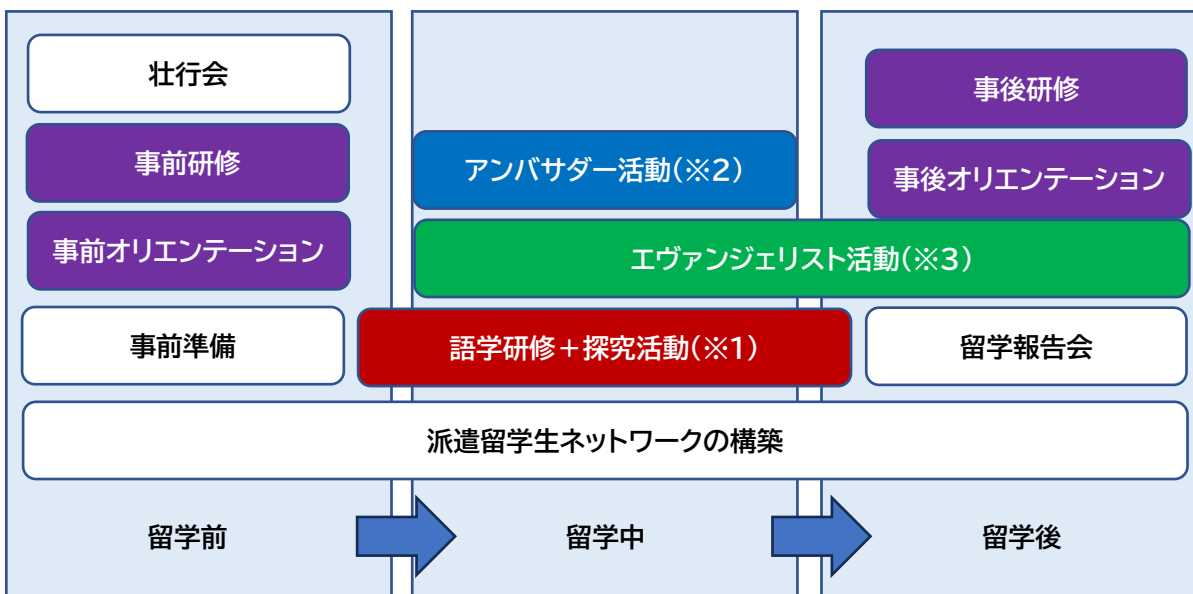 壮行会
事前研修
事前オリエンテーション
事前準備
アンバサダー活動(※2)
エヴァンジェリスト活動(※3)
語学研修+探究活動(※1)
事後研修
事後オリエンテーション
留学報告会
派遣留学生ネットワークの構築
留学前
留学中
留学後